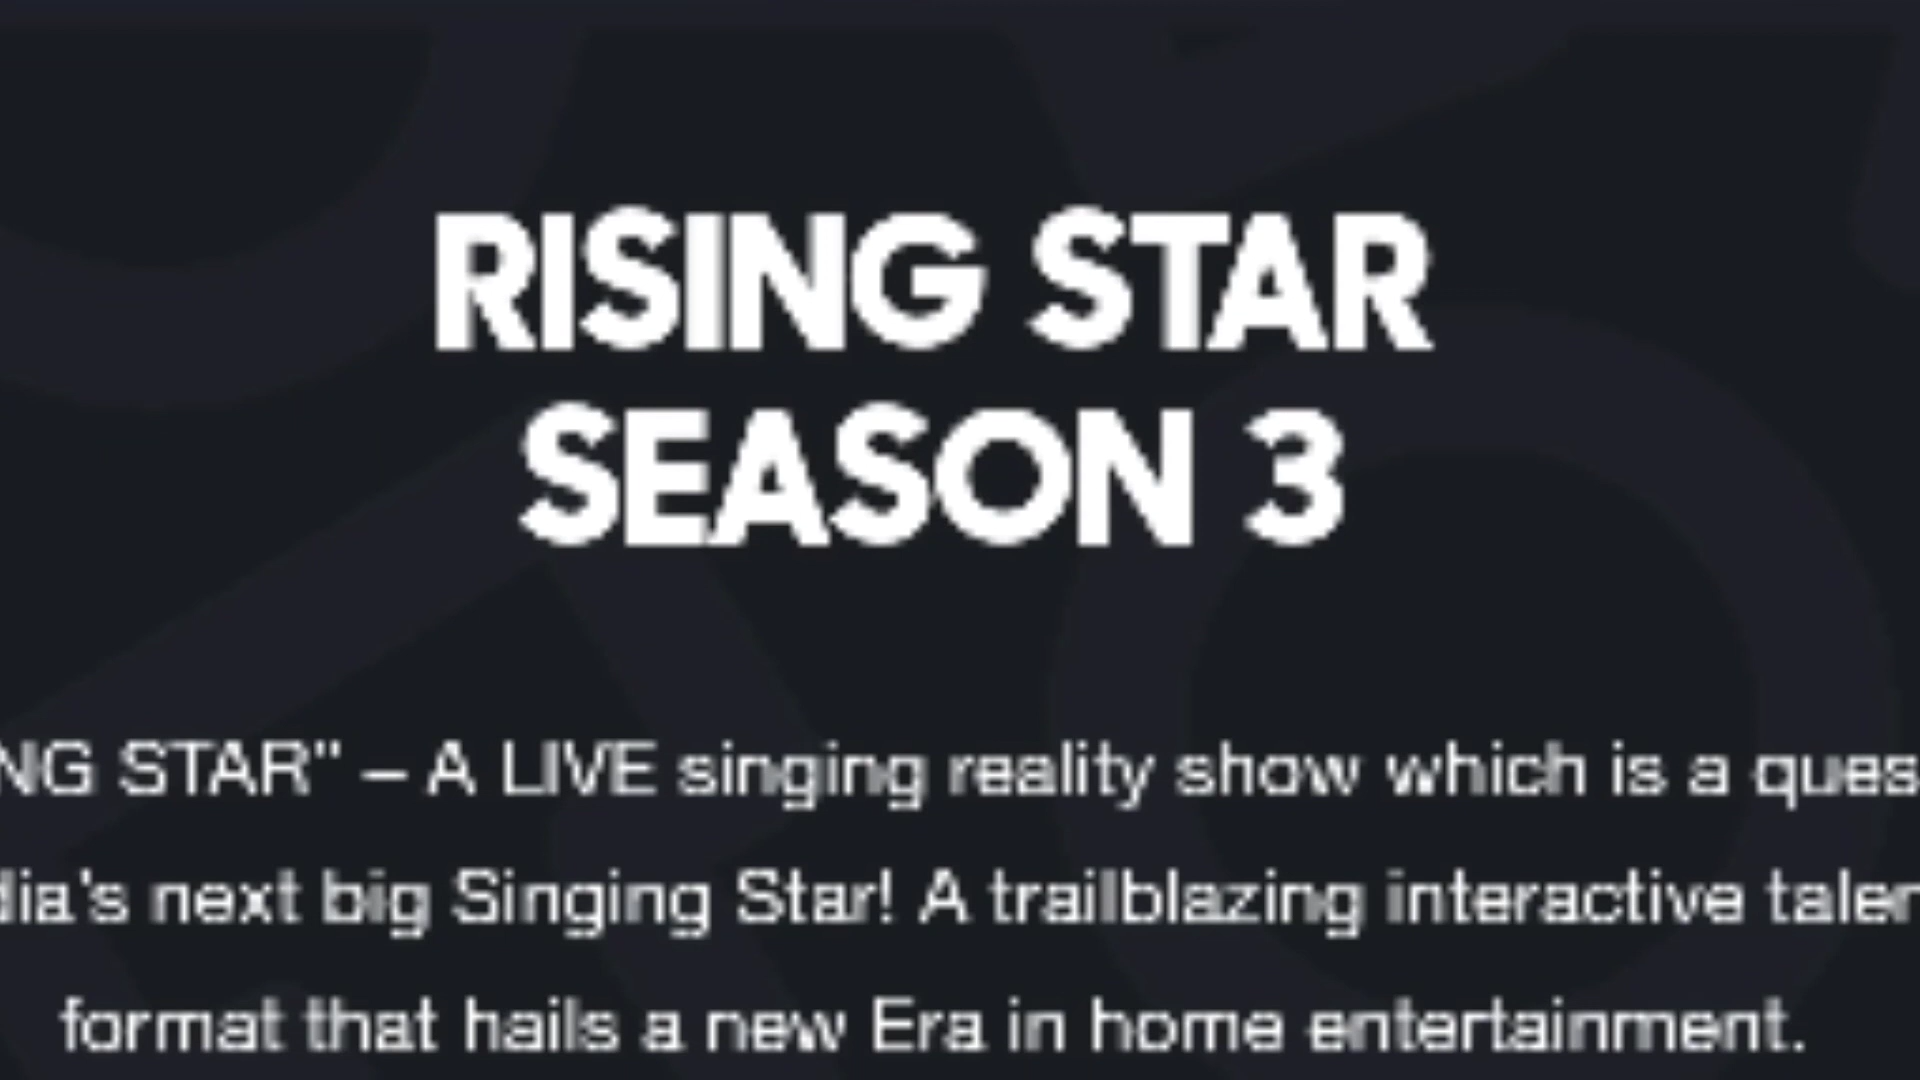 RISING STAR
SEASON 3
NG STAR" – A LIVE singing reality show which is a ques
dia's next big Singing Star! A trailblazing interactive talen
format that hails a new Era in home entertainment.